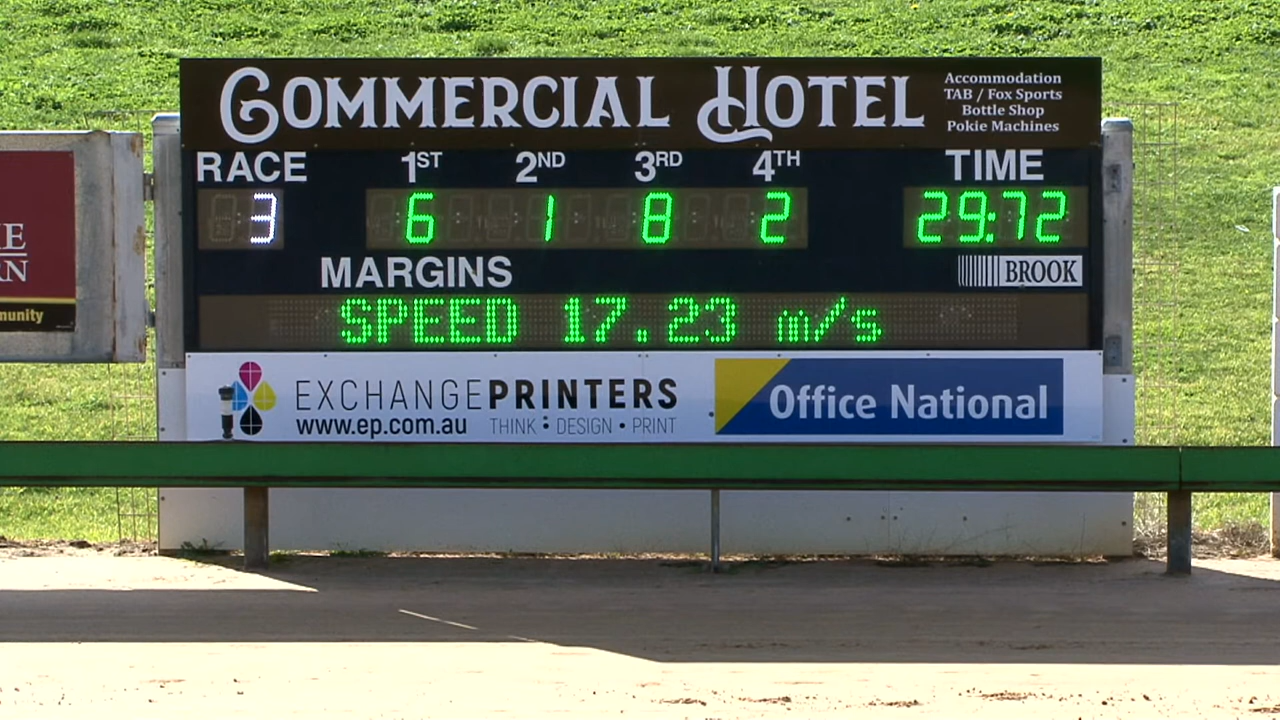 COMMERCIAL HOTEL
Accommodation
TAB / Fox Sports
Bottle Shop
Pokie Machines
RACE 1ST 2ND 3RD 4TH TIME
3 6 1 8 2 29:72
MARGINS
BROOK
SPEED 17.23 m/s
EXCHANGEPRINTERS
www.ep.com.au THINK : DESIGN • PRINT
Office National